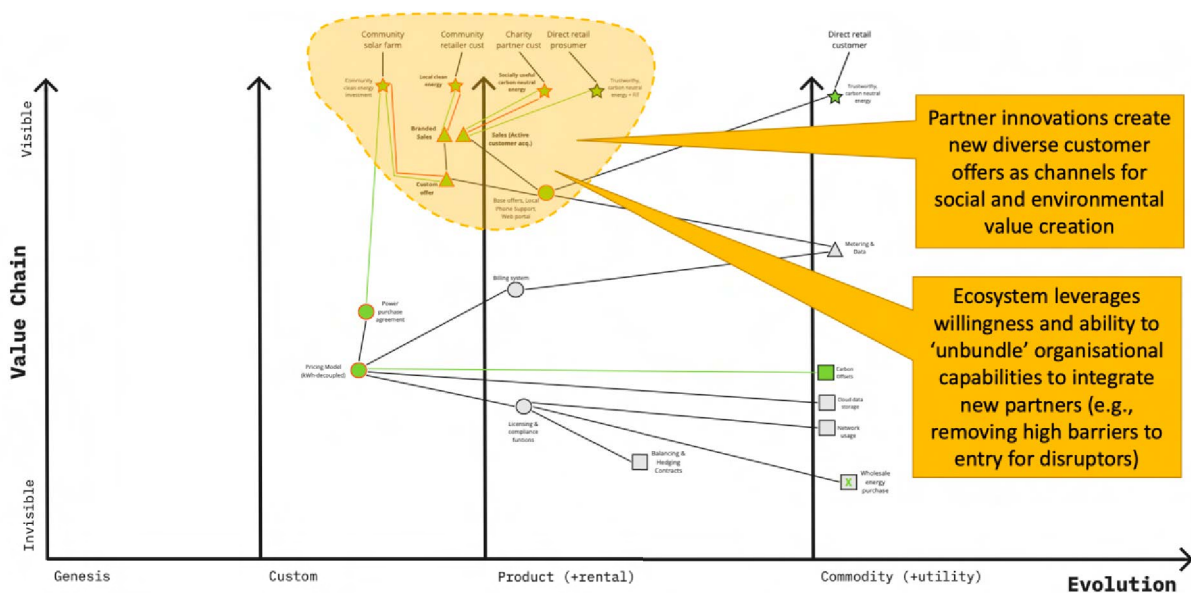 Community
solar farm
Community
retailer cust
Charity
partner cust
Direct retail
prosumer
Direct retail
customer
Community
clean energy
investment
Local clean
energy
Socially useful
carbon neutral
energy
Trustworthy,
carbon neutral
energy + P2P
Trustworthy,
carbon neutral
energy
Branded
Sales
Sales (Active
customer acq.)
Custom
offer
Base offers, Local
Phone Support,
Web portal
Metering &
Data
Billing system
Power
purchase
agreement
Pricing Model
(kWh-decoupled)
Carbon
Offsets
Cloud data
storage
Network
usage
Licensing &
compliance
funtions
Balancing &
Hedging
Contracts
X
Wholesale
energy
purchase
Partner innovations create
new diverse customer
offers as channels for
social and environmental
value creation
Ecosystem leverages
willingness and ability to
‘unbundle’ organisational
capabilities to integrate
new partners (e.g.,
removing high barriers to
entry for disruptors)
Visible
Value Chain
Invisible
Genesis
Custom
Product (+rental)
Commodity (+utility)
Evolution